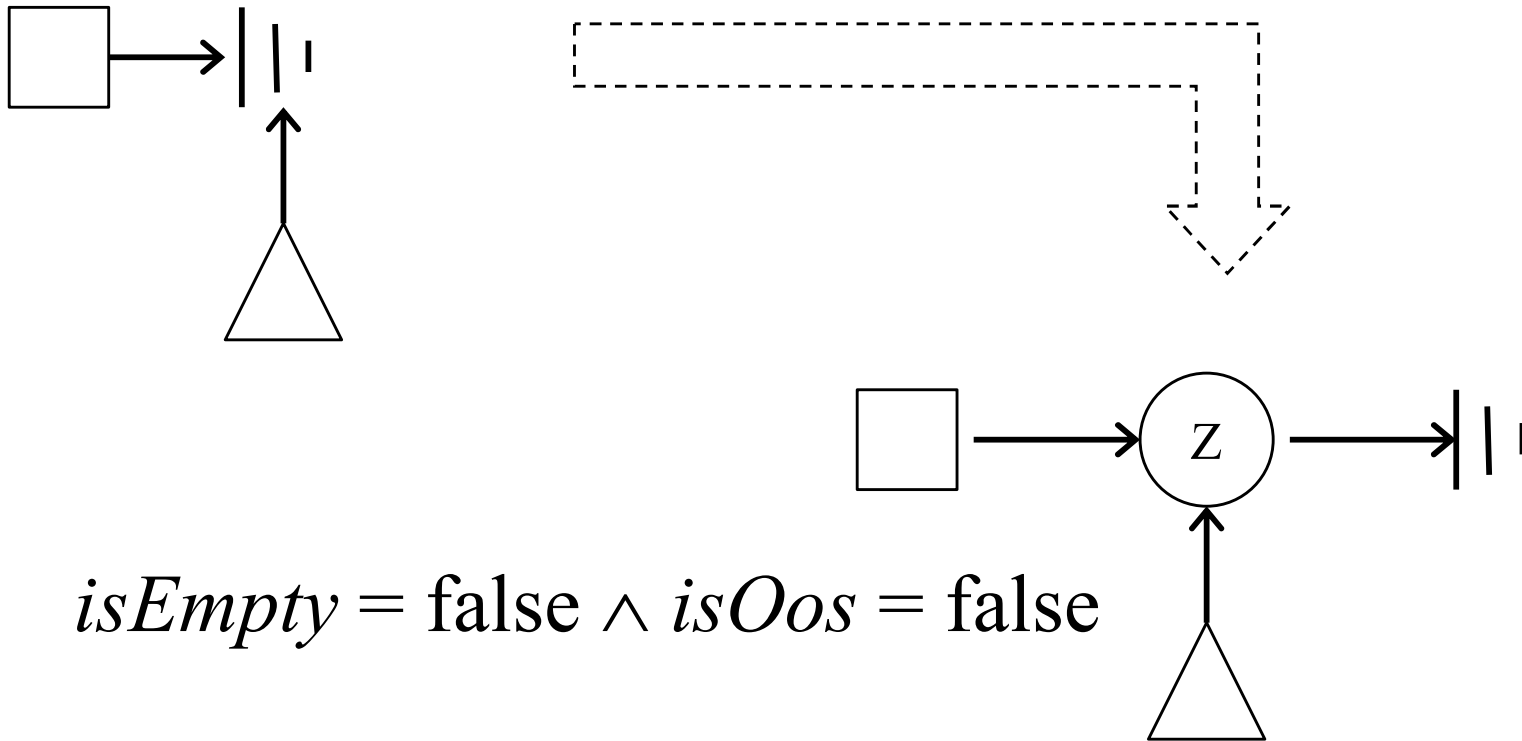 Z
isEmpty = false ∧ isOos = false